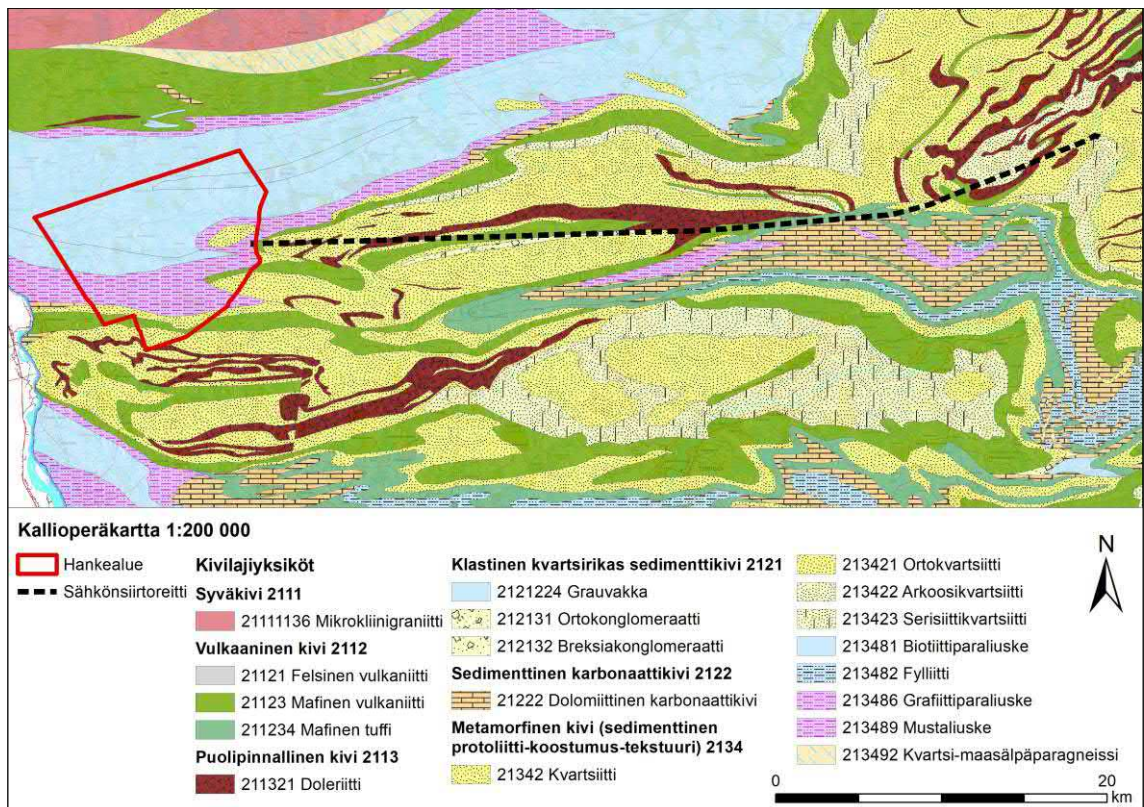 Kallioperäkartta 1:200 000
Hankealue
Sähkönsiirtoreitti
Kivilajiyksiköt
Syväkivi 2111
21111136 Mikrokliinigraniitti
Vulkaaninen kivi 2112
21121 Felsinen vulkaniitti
21123 Mafinen vulkaniitti
211234 Mafinen tuffi
Puolipinnallinen kivi 2113
211321 Doleriitti
Klastinen kvartsirikas sedimenttikivi 2121
2121224 Grauvakka
212131 Ortokonglomeraatti
212132 Breksiakonglomeraatti
Sedimenttinen karbonaattikivi 2122
21222 Dolomiittinen karbonaattikivi
Metamorfinen kivi (sedimenttinen
protoliitti-koostumus-tekstuuri) 2134
21342 Kvartsiitti
213421 Ortokvartsiitti
213422 Arkoosikvartsiitti
213423 Serisiittikvartsiitti
213481 Biotiittiparaliuske
213482 Fylliitti
213486 Grafiittiparaliuske
213489 Mustaliuske
213492 Kvartsi-maasälpäparagneissi
N
0 20
km